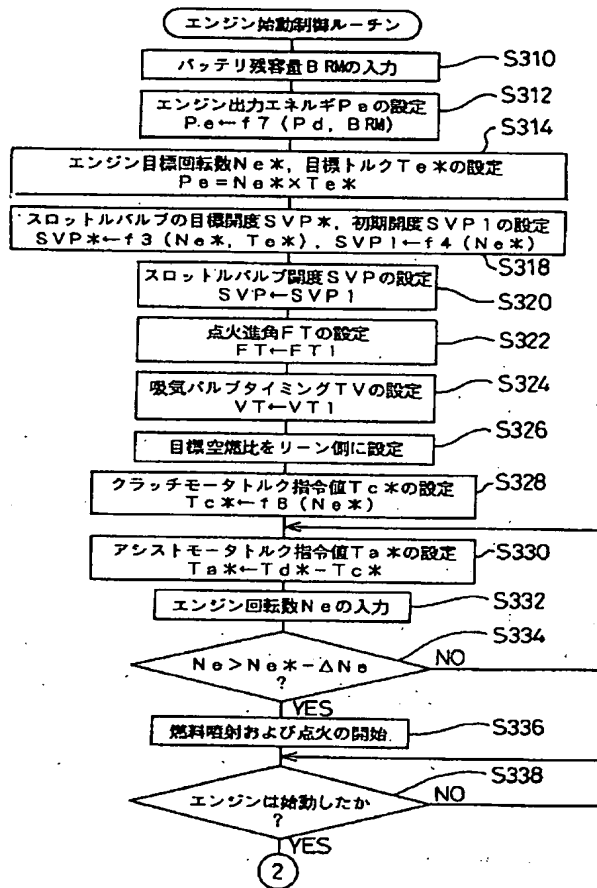 エンジン始動制御ルーチン
バッテリ残容量BRMの入力
S310
エンジン出力エネルギPeの設定
Pe←f7(Pd, BRM)
S312
S314
エンジン目標回転数Ne*, 目標トルクTe*の設定
Pe=Ne*×Te*
スロットルバルブの目標開度SVP*, 初期開度SVP1の設定
SVP*←f3(Ne*, Te*), SVP1←f4(Ne*)
S318
スロットルバルブ開度SVPの設定
SVP←SVP1
S320
点火進角FTの設定
FT←FT1
S322
吸気バルブタイミングTVの設定
VT←VT1
S324
S326
目標空燃比をリーン側に設定
クラッチモータトルク指令値Tc*の設定
Tc*←f8(Ne*)
S328
アシストモータトルク指令値Ta*の設定
Ta*←Td*-Tc*
S330
エンジン回転数Neの入力
S332
S334
Ne>Ne*-△Ne
?
NO
YES
燃料噴射および点火の開始
S336
S338
エンジンは始動したか
?
NO
YES
2